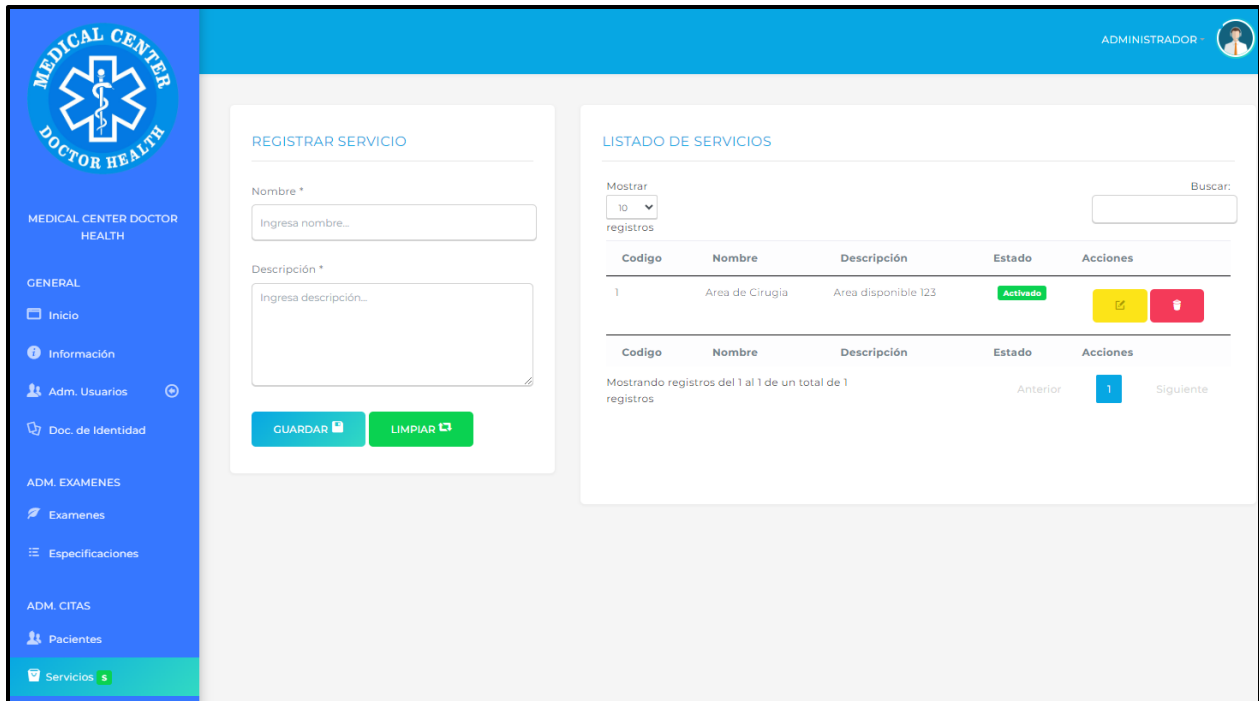 MEDICAL CENTER
DOCTOR HEALTH
MEDICAL CENTER DOCTOR
HEALTH
GENERAL
Inicio
Información
Adm. Usuarios
Doc. de Identidad
ADM. EXAMENES
Examenes
Especificaciones
ADM. CITAS
Pacientes
Servicios S
ADMINISTRADOR
REGISTRAR SERVICIO
Nombre *
Ingresa nombre...
Descripción *
Ingresa descripción...
GUARDAR
LIMPIAR
LISTADO DE SERVICIOS
Mostrar
10
registros
Buscar:
Codigo Nombre Descripción Estado Acciones
1 Area de Cirugia Area disponible 123 Activado
Codigo Nombre Descripción Estado Acciones
Mostrando registros del 1 al 1 de un total de 1
registros
Anterior 1 Siguiente